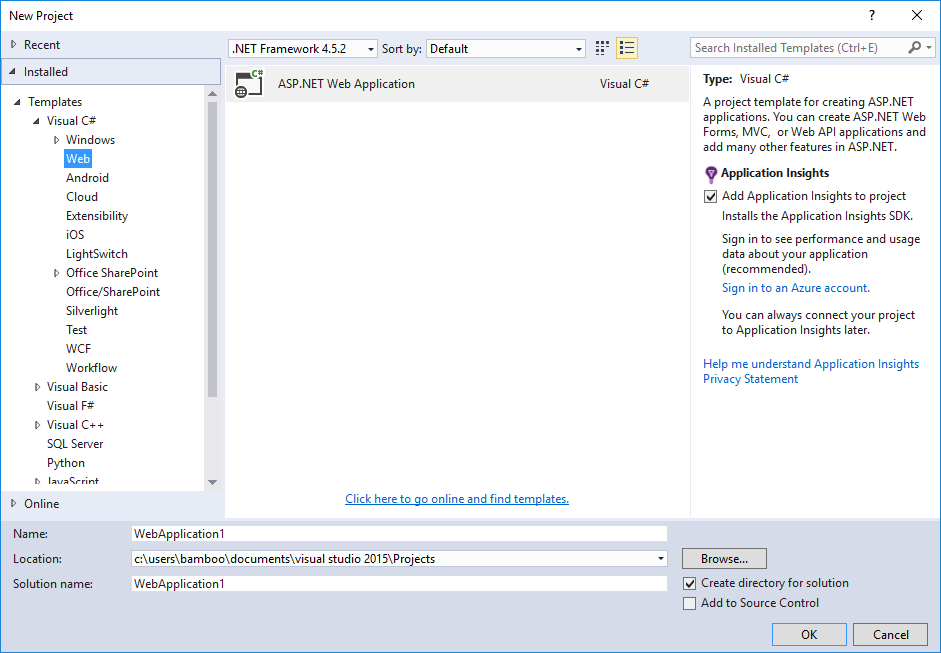 New Project
?
Recent
.NET Framework 4.5.2
Sort by:
Default
Search Installed Templates (Ctrl+E)
Installed
Templates
Visual C#
Windows
Web
Android
Cloud
Extensibility
iOS
LightSwitch
Office SharePoint
Office/SharePoint
Silverlight
Test
WCF
Workflow
Visual Basic
Visual F#
Visual C++
SQL Server
Python
JavaScript
Online
C#
ASP.NET Web Application
Visual C#
Click here to go online and find templates.
Type: Visual C#
A project template for creating ASP.NET
applications. You can create ASP.NET Web
Forms, MVC, or Web API applications and
add many other features in ASP.NET.
Application Insights
Add Application Insights to project
Installs the Application Insights SDK.
Sign in to see performance and usage
data about your application
(recommended).
Sign in to an Azure account.
You can always connect your project
to Application Insights later.
Help me understand Application Insights
Privacy Statement
Name:
WebApplication1
Location:
c:\users\bamboo\documents\visual studio 2015\Projects
Browse...
Solution name:
WebApplication1
Create directory for solution
Add to Source Control
OK
Cancel